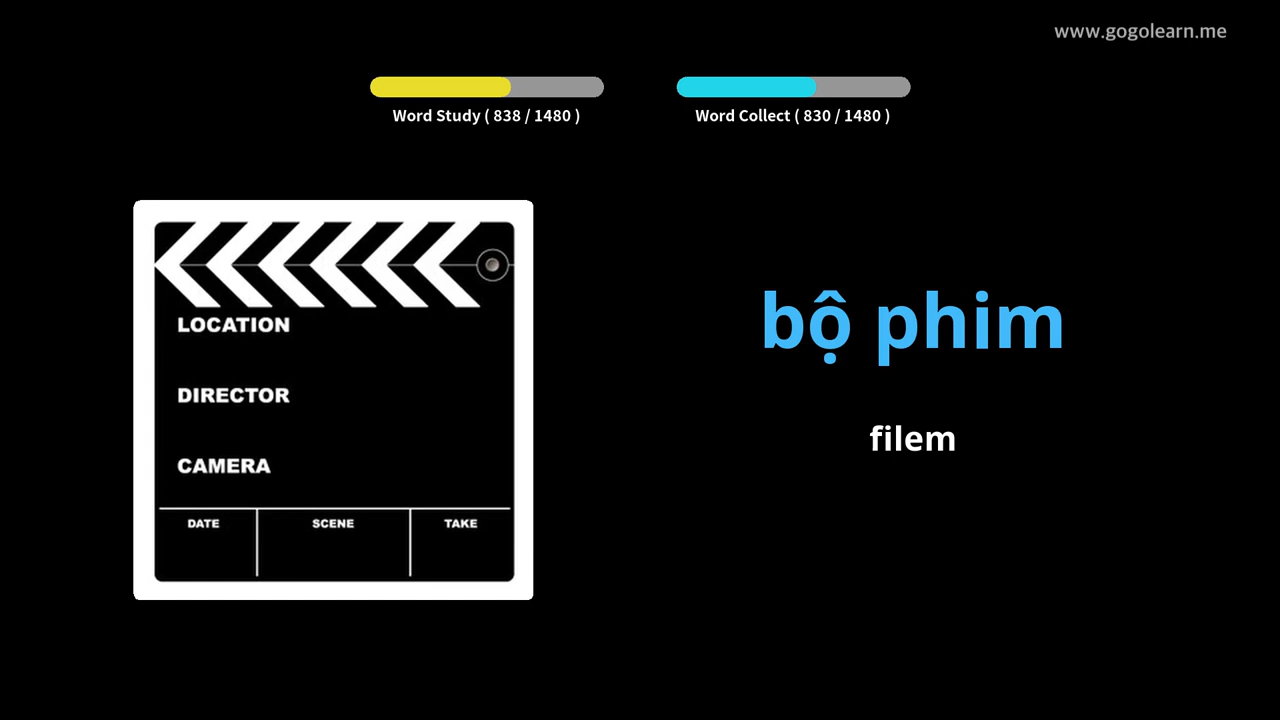 www.gogolearn.me
Word Study ( 838 / 1480 )
Word Collect ( 830 / 1480 )
LOCATION
DIRECTOR
CAMERA
DATE
SCENE
TAKE
bộ phim
filem